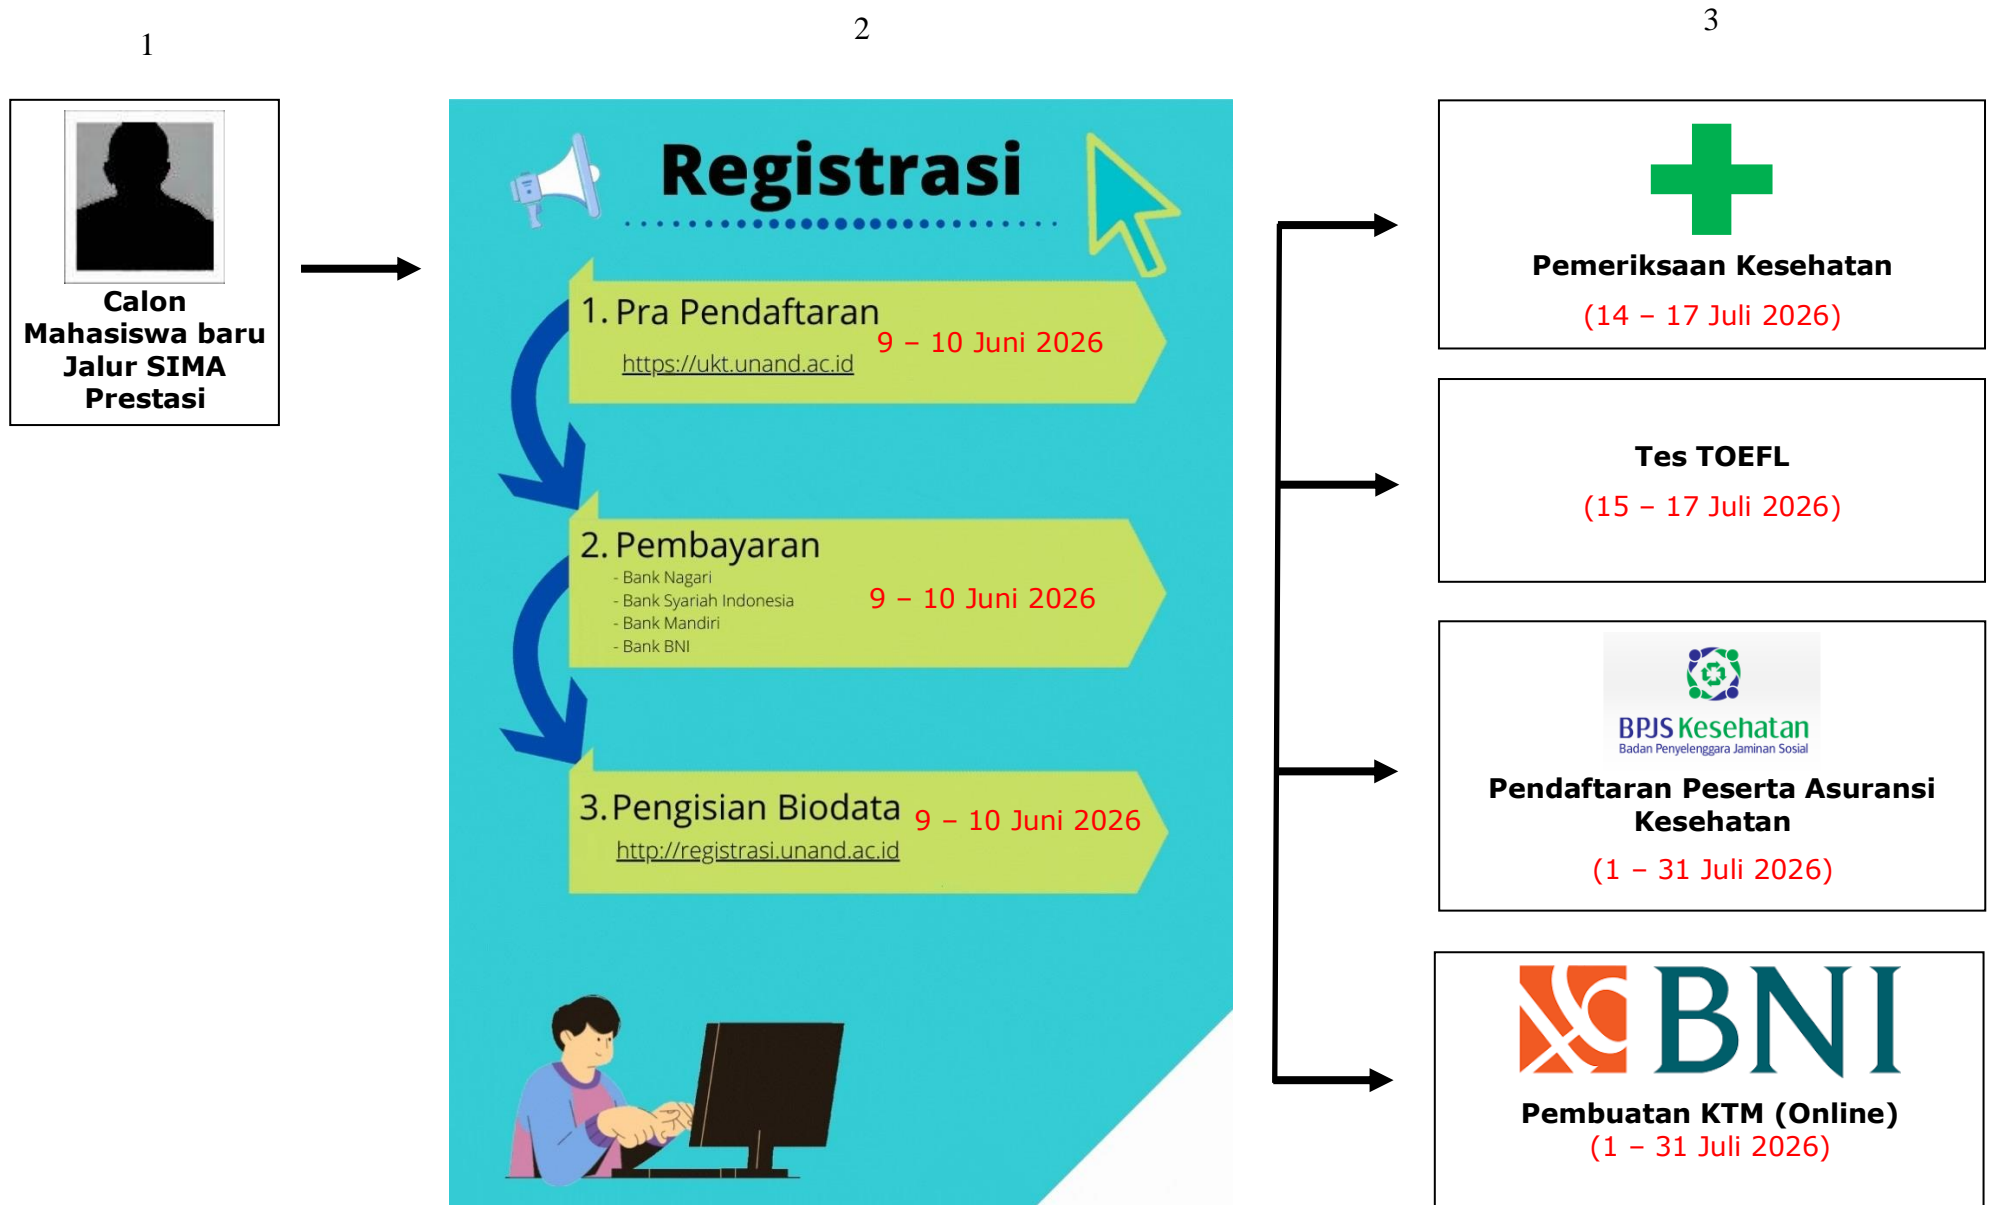 1
2
3
Calon
Mahasiswa baru
Jalur SIMA
Prestasi
Registrasi
1. Pra Pendaftaran
9 – 10 Juni 2026
https://ukt.unand.ac.id
2. Pembayaran
- Bank Nagari
- Bank Syariah Indonesia
9 – 10 Juni 2026
- Bank Mandiri
- Bank BNI
3. Pengisian Biodata
9 – 10 Juni 2026
http://registrasi.unand.ac.id
Pemeriksaan Kesehatan
(14 – 17 Juli 2026)
Tes TOEFL
(15 – 17 Juli 2026)
BPJS Kesehatan
Badan Penyelenggara Jaminan Sosial
Pendaftaran Peserta Asuransi
Kesehatan
(1 – 31 Juli 2026)
BNI
Pembuatan KTM (Online)
(1 – 31 Juli 2026)